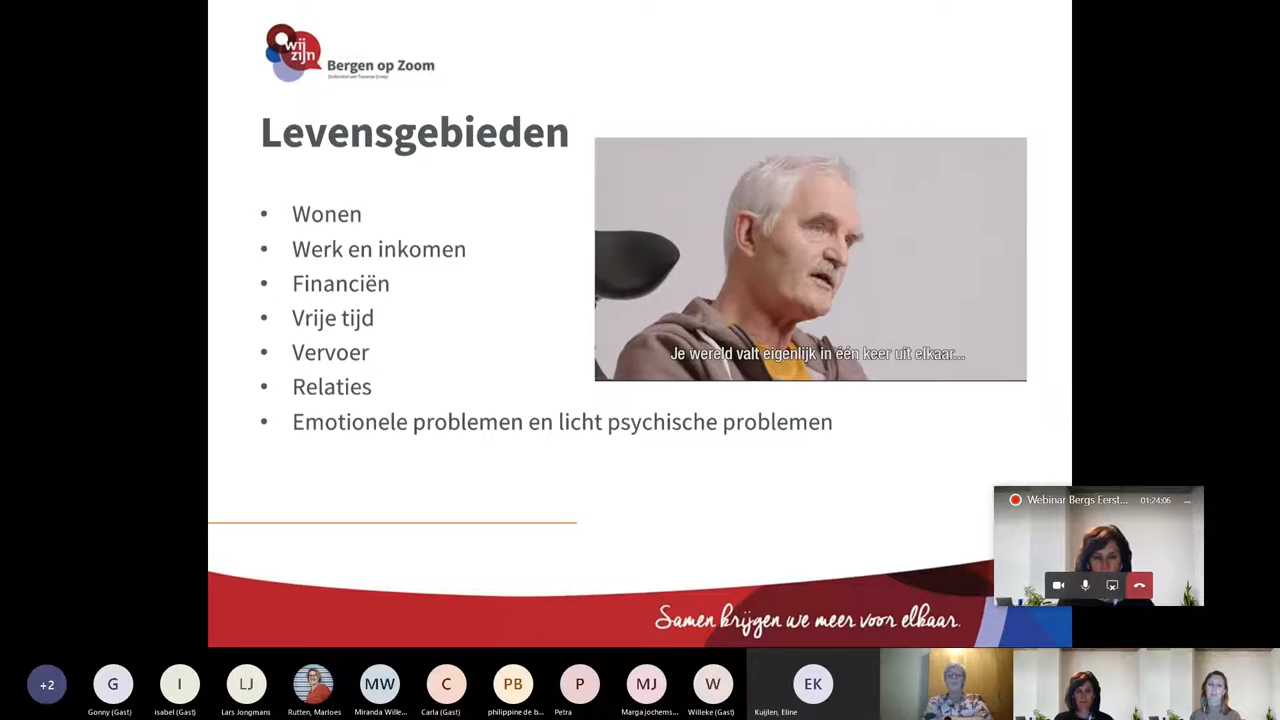 wij
zijn
Bergen op Zoom
Levensgebieden
• Wonen
• Werk en inkomen
• Financiën
• Vrije tijd
• Vervoer
• Relaties
• Emotionele problemen en licht psychische problemen
Je wereld valt eigenlijk in één keer uit elkaar...
Webinar Bergs Eerst... 01:24:06
Samen krijgen we meer voor elkaar.
+2 G I LJ MW C PB P MJ W EK
Gonny (Gast) isabel (Gast) Lars Jongmans Rutten, Marloes Miranda Wille... Carla (Gast) philippine de b... Petra Marga jochems... Willeke (Gast) Kuijlen, Eline